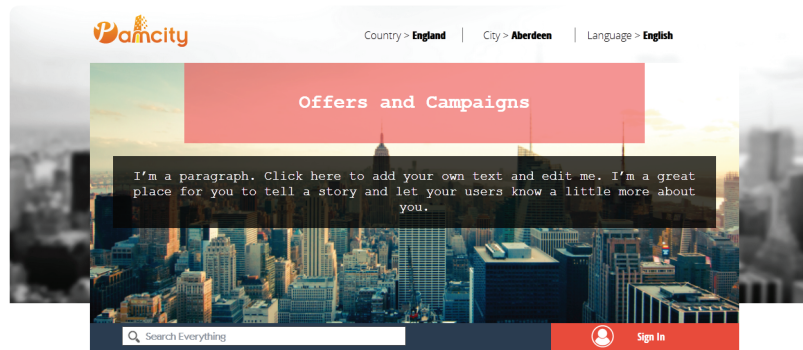 Pamcity
Country > England
City > Aberdeen
Language > English
Offers and Campaigns
I'm a paragraph. Click here to add your own text and edit me. I'm a great
place for you to tell a story and let your users know a little more about
you.
Search Everything
Sign In